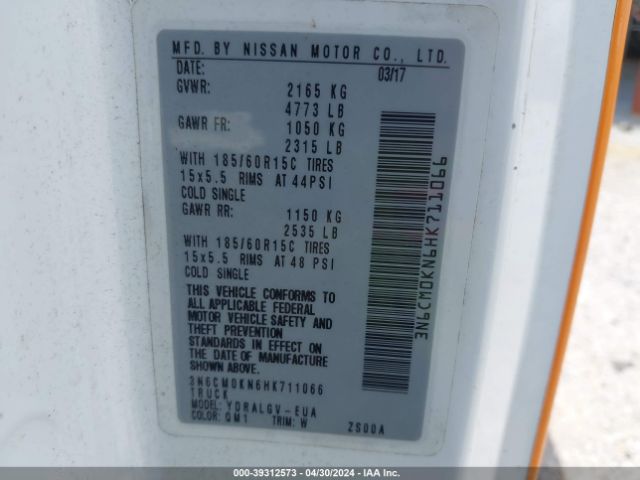 MFD. BY NISSAN MOTOR CO., LTD.
DATE: 03/17
GVWR: 2165 KG
4773 LB
GAWR FR: 1050 KG
2315 LB
WITH 185/60R15C TIRES
15x5.5 RIMS AT 44PSI
COLD SINGLE
GAWR RR: 1150 KG
2535 LB
WITH 185/60R15C TIRES
15x5.5 RIMS AT 48 PSI
COLD SINGLE
THIS VEHICLE CONFORMS TO
ALL APPLICABLE FEDERAL
MOTOR VEHICLE SAFETY AND
THEFT PREVENTION
STANDARDS IN EFFECT ON
THE DATE OF MANUFACTURE
SHOWN ABOVE.
3N6CM0KN6HK711066
TRUCK
MODEL: YDRALGV-EUA
COLOR: QM1 TRIM: W ZS00A
3N6CM0KN6HK711066
000-39312573 - 04/30/2024 - IAA